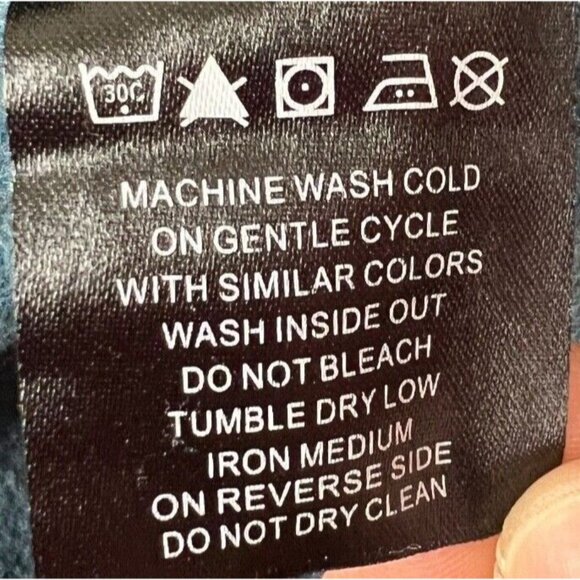 30C
MACHINE WASH COLD
ON GENTLE CYCLE
WITH SIMILAR COLORS
WASH INSIDE OUT
DO NOT BLEACH
TUMBLE DRY LOW
IRON MEDIUM
ON REVERSE SIDE
DO NOT DRY CLEAN